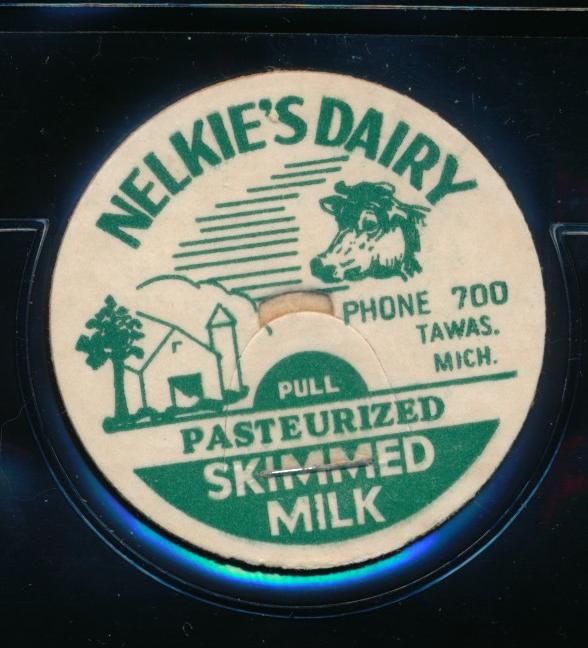 NELKIE'S DAIRY
PHONE 700
TAWAS.
MICH.
PULL
PASTEURIZED
SKIMMED
MILK